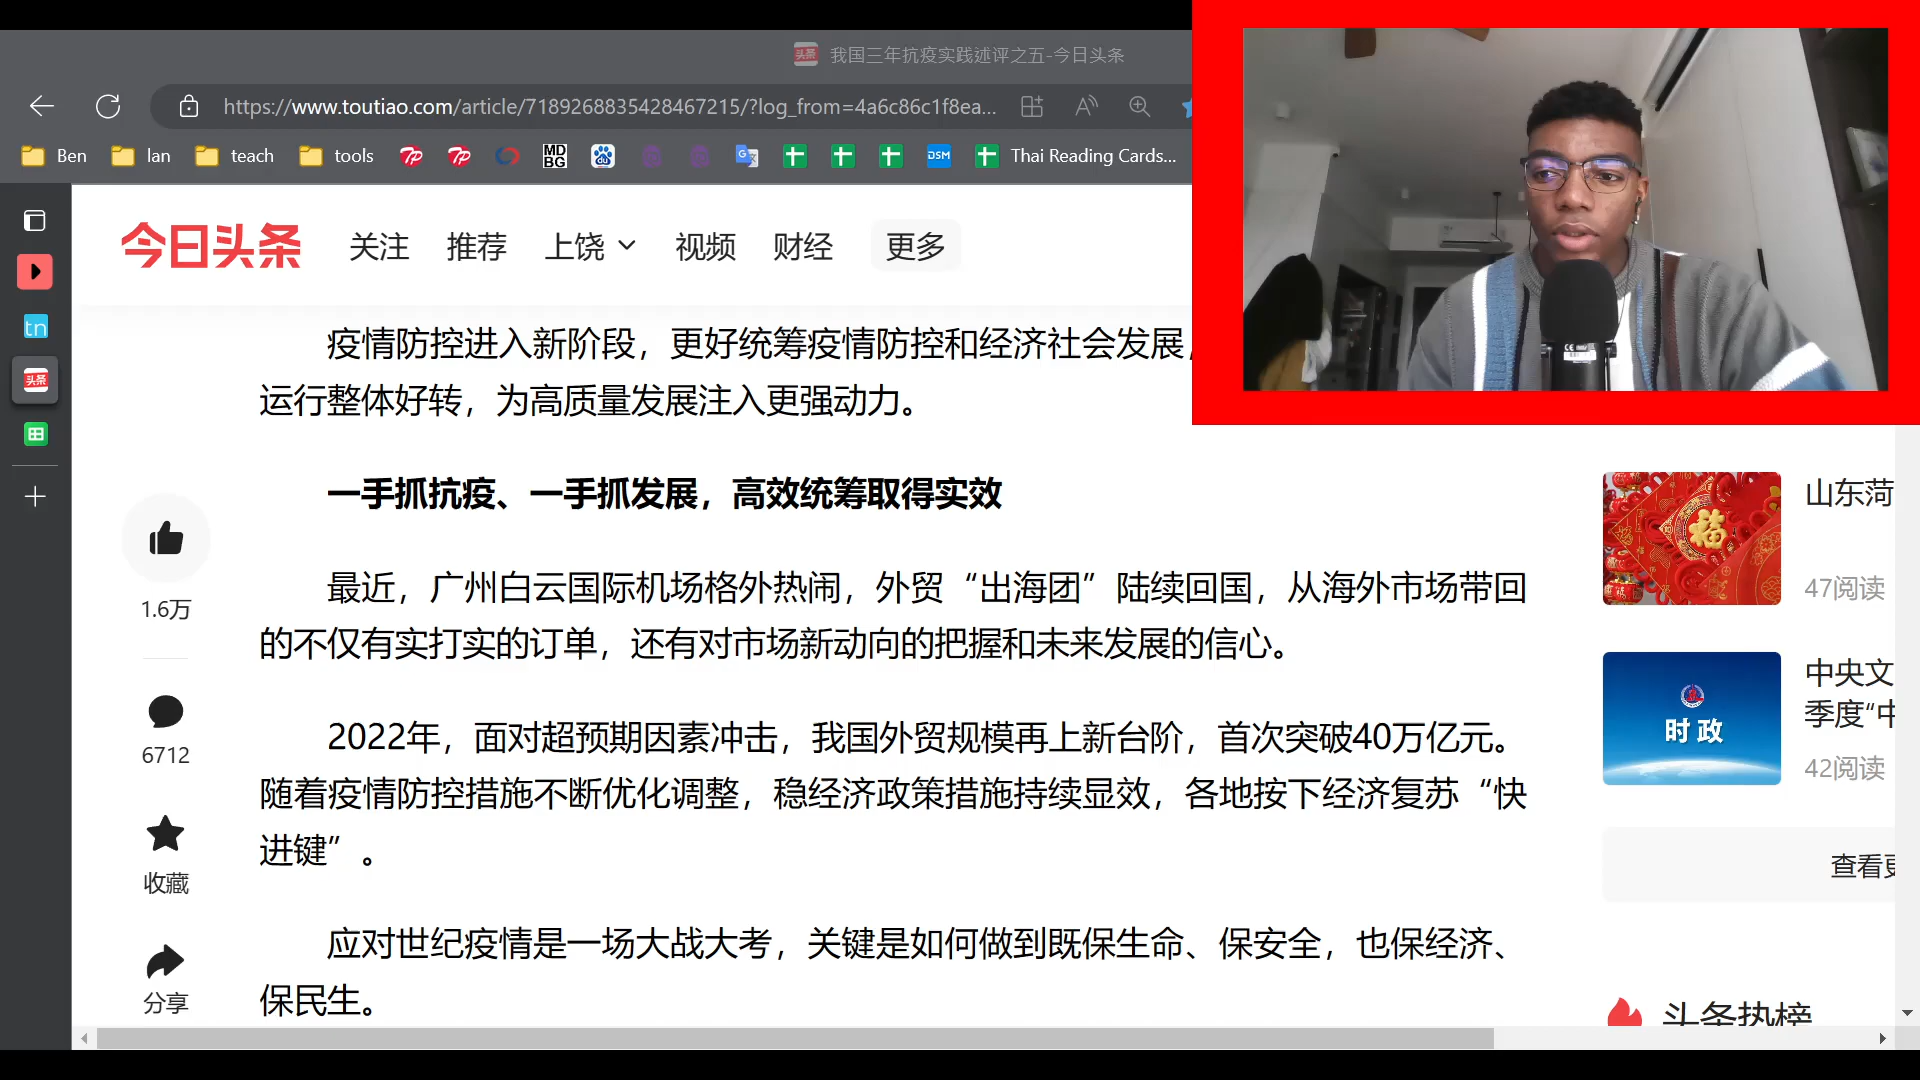 我国三年抗疫实践述评之五-今日头条
https://www.toutiao.com/article/7189268835428467215/?log_from=4a6c86c1f8ea...
Ben
lan
teach
tools
MD
BG
du
DSM
Thai Reading Cards...
tn
头条
今日头条
关注
推荐
上饶
视频
财经
更多
疫情防控进入新阶段，更好统筹疫情防控和经济社会发展，
运行整体好转，为高质量发展注入更强动力。
一手抓抗疫、一手抓发展，高效统筹取得实效
最近，广州白云国际机场格外热闹，外贸“出海团”陆续回国，从海外市场带回
的不仅有实打实的订单，还有对市场新动向的把握和未来发展的信心。
2022年，面对超预期因素冲击，我国外贸规模再上新台阶，首次突破40万亿元。
随着疫情防控措施不断优化调整，稳经济政策措施持续显效，各地按下经济复苏“快
进键”。
应对世纪疫情是一场大战大考，关键是如何做到既保生命、保安全，也保经济、
保民生。
1.6万
6712
收藏
分享
福
山东菏
47阅读
时政
中央文
季度“中
42阅读
查看更
头条热榜